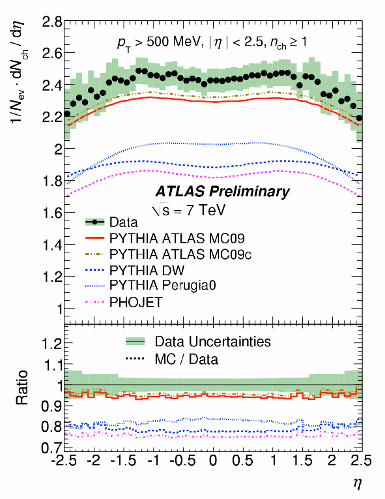 p_T > 500 MeV, | η | < 2.5, n_ch ≥ 1
1/N_ev · dN_ch / dη
2.8
2.6
2.4
2.2
2
1.8
1.6
1.4
1.2
1
ATLAS Preliminary
√s = 7 TeV
Data
PYTHIA ATLAS MC09
PYTHIA ATLAS MC09c
PYTHIA DW
PYTHIA Perugia0
PHOJET
Ratio
1.2
1.1
1
0.9
0.8
0.7
Data Uncertainties
MC / Data
-2.5 -2 -1.5 -1 -0.5 0 0.5 1 1.5 2 2.5
η